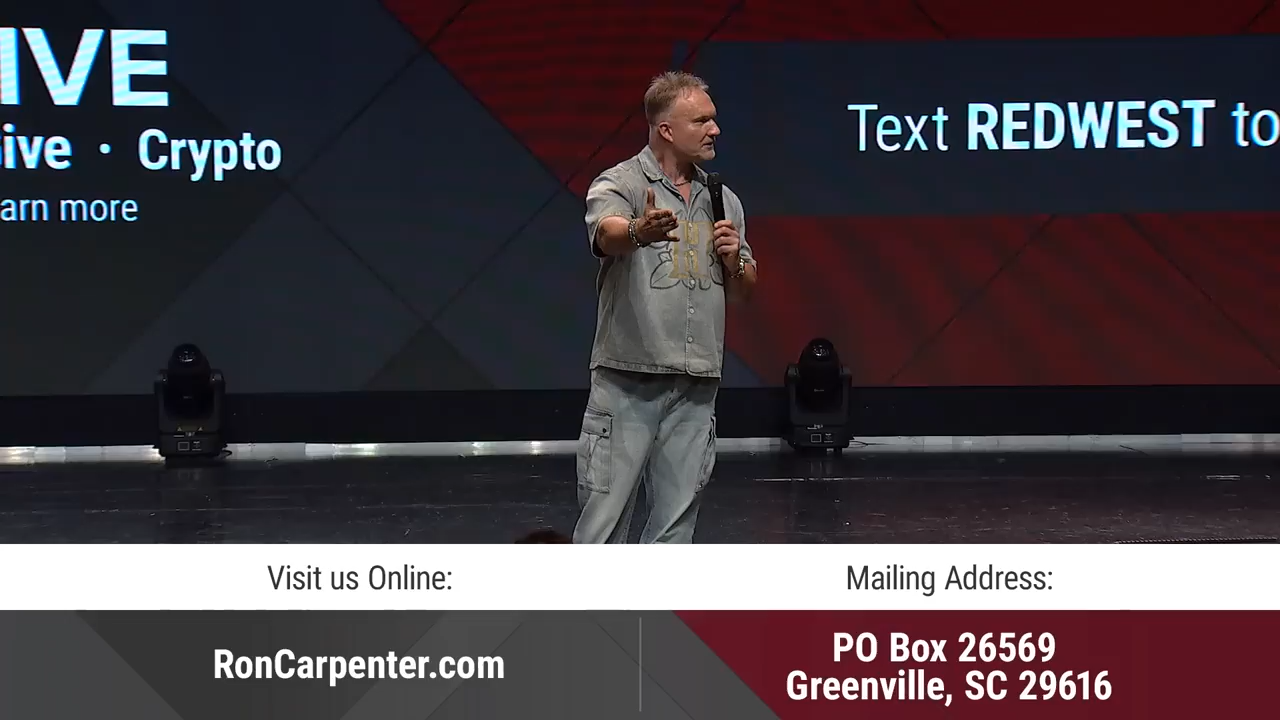 IVE
ive · Crypto
arn more
Text REDWEST to
Visit us Online:
Mailing Address:
RonCarpenter.com
PO Box 26569
Greenville, SC 29616